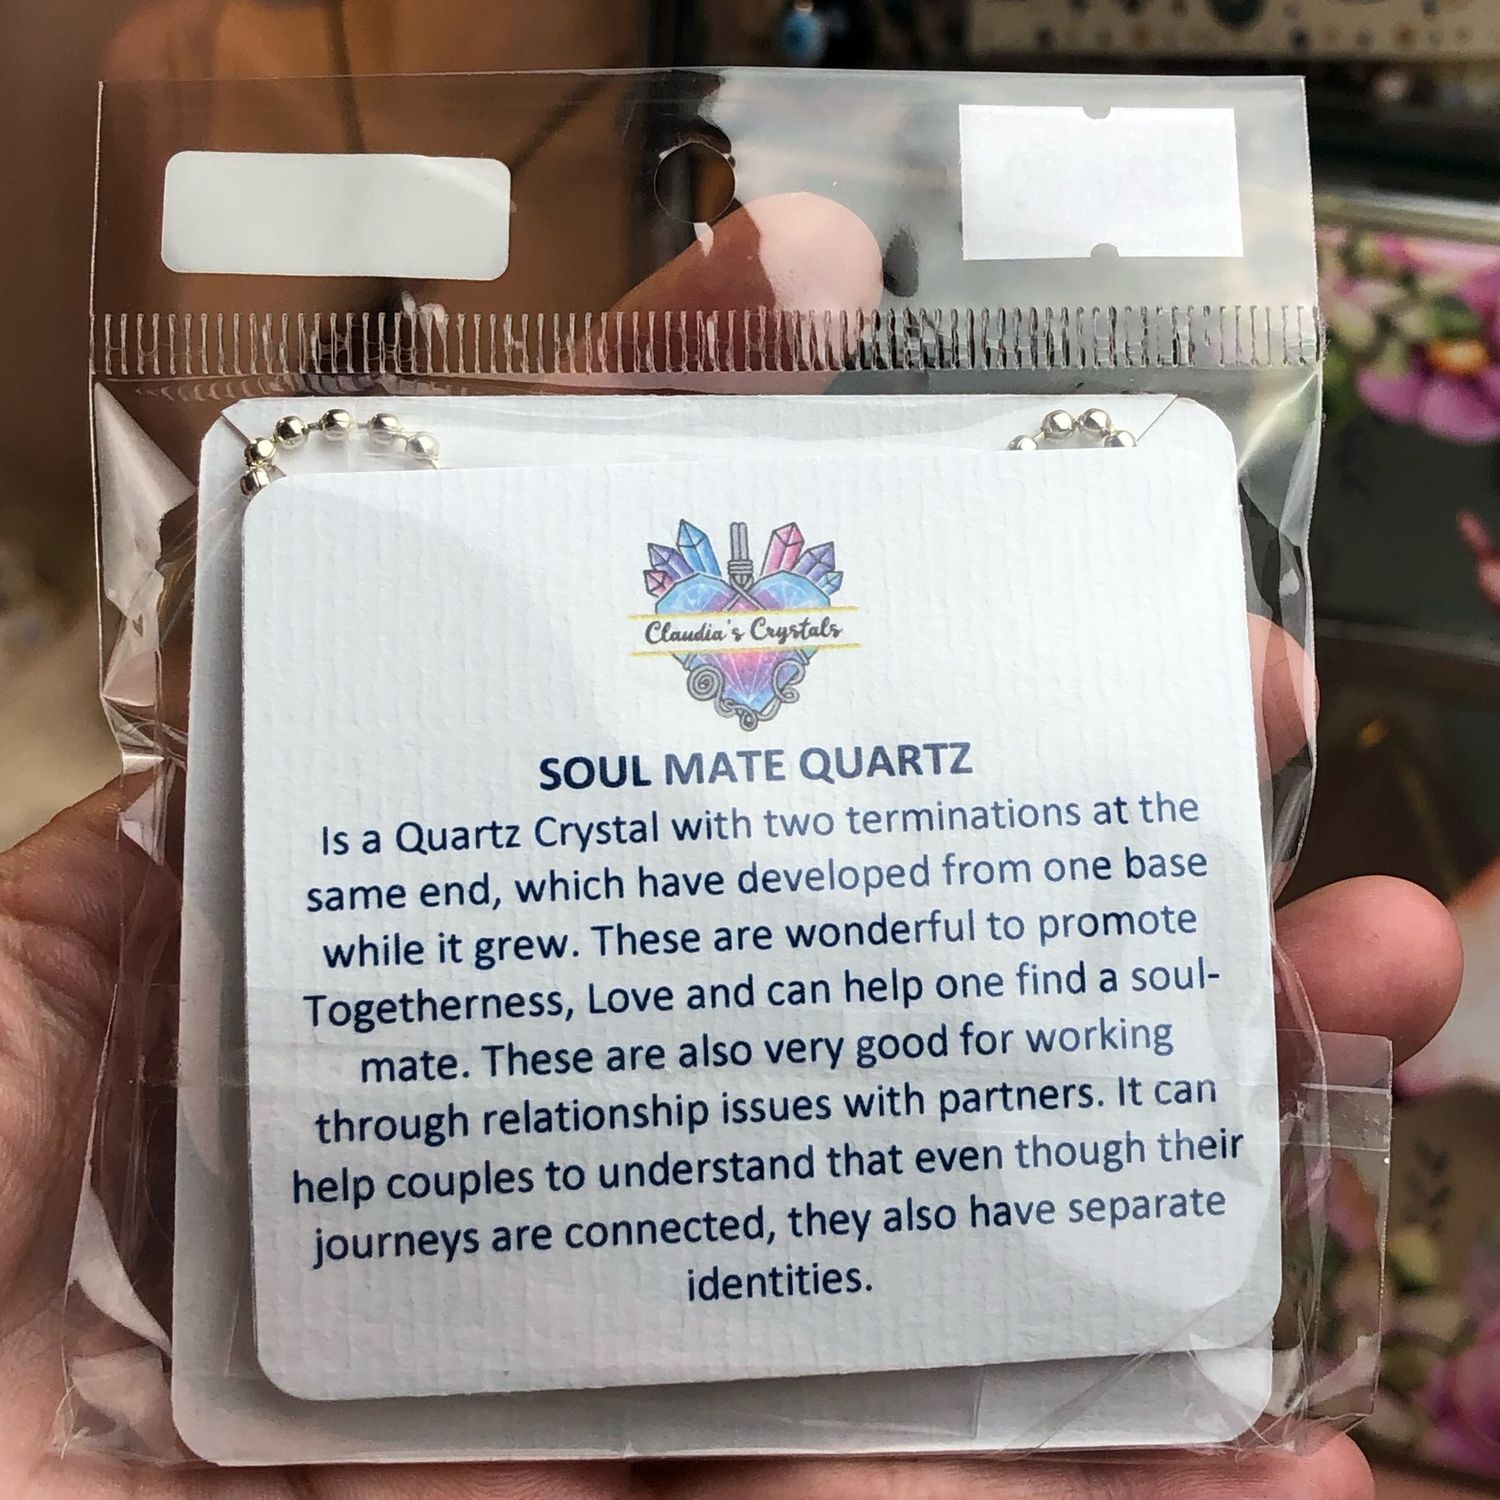 Claudia's Crystals
SOUL MATE QUARTZ
Is a Quartz Crystal with two terminations at the
same end, which have developed from one base
while it grew. These are wonderful to promote
Togetherness, Love and can help one find a soul-
mate. These are also very good for working
through relationship issues with partners. It can
help couples to understand that even though their
journeys are connected, they also have separate
identities.